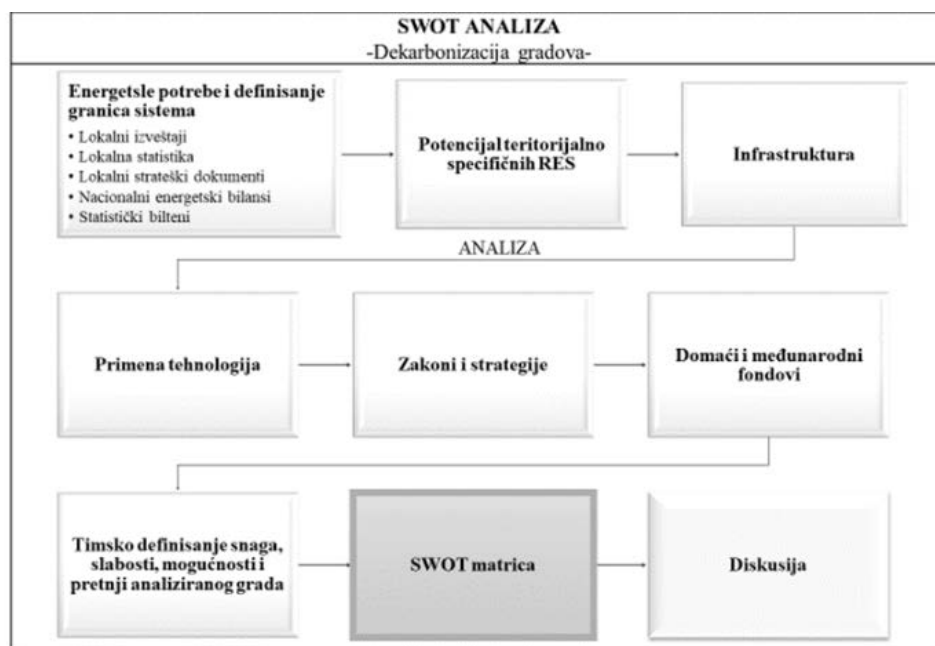 SWOT ANALIZA
-Dekarbonizacija gradova-
Energetsle potrebe i definisanje
granica sistema
• Lokalni izveštaji
• Lokalna statistika
• Lokalni strateški dokumenti
• Nacionalni energetski bilansi
• Statistički bilteni
Potencijal teritorijalno
specifičnih RES
Infrastruktura
ANALIZA
Primena tehnologija
Zakoni i strategije
Domaći i međunarodni
fondovi
Timsko definisanje snaga,
slabosti, mogućnosti i
pretnji analiziranog grada
SWOT matrica
Diskusija